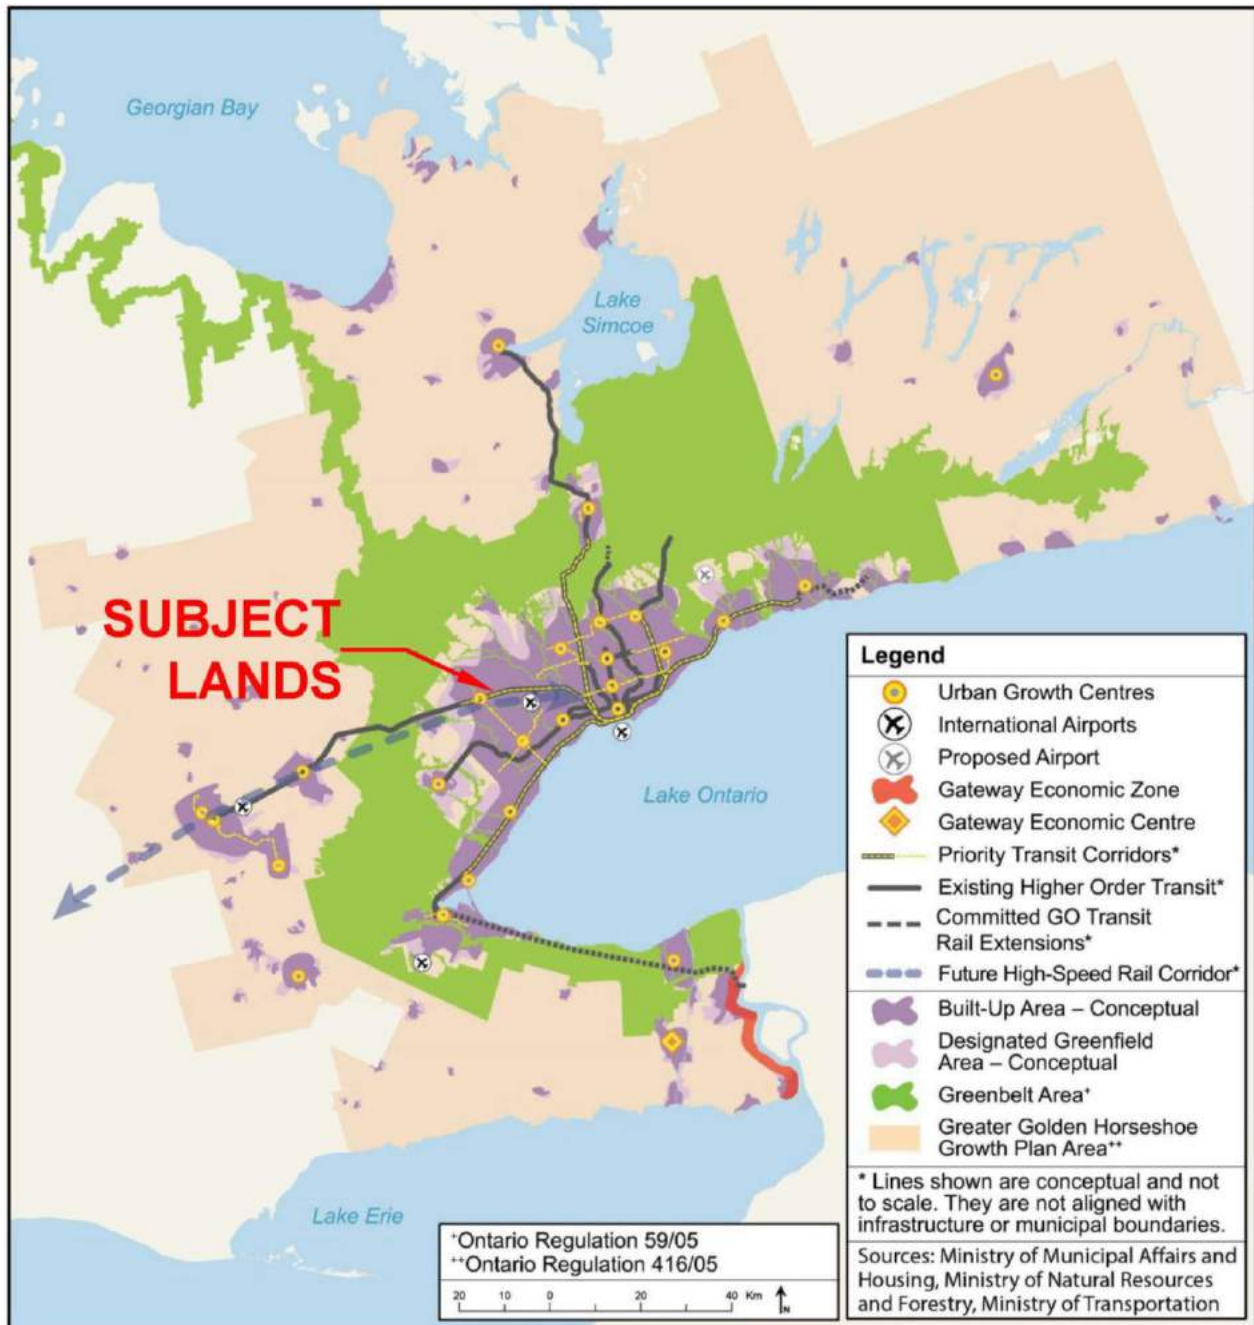 Georgian Bay
Lake
Simcoe
SUBJECT
LANDS
Lake Ontario
Lake Erie
Legend
Urban Growth Centres
International Airports
Proposed Airport
Gateway Economic Zone
Gateway Economic Centre
Priority Transit Corridors*
Existing Higher Order Transit*
Committed GO Transit
Rail Extensions*
Future High-Speed Rail Corridor*
Built-Up Area – Conceptual
Designated Greenfield
Area – Conceptual
Greenbelt Area⁺
Greater Golden Horseshoe
Growth Plan Area⁺⁺
* Lines shown are conceptual and not
to scale. They are not aligned with
infrastructure or municipal boundaries.
Sources: Ministry of Municipal Affairs and
Housing, Ministry of Natural Resources
and Forestry, Ministry of Transportation
⁺Ontario Regulation 59/05
⁺⁺Ontario Regulation 416/05
20 10 0 20 40 Km N